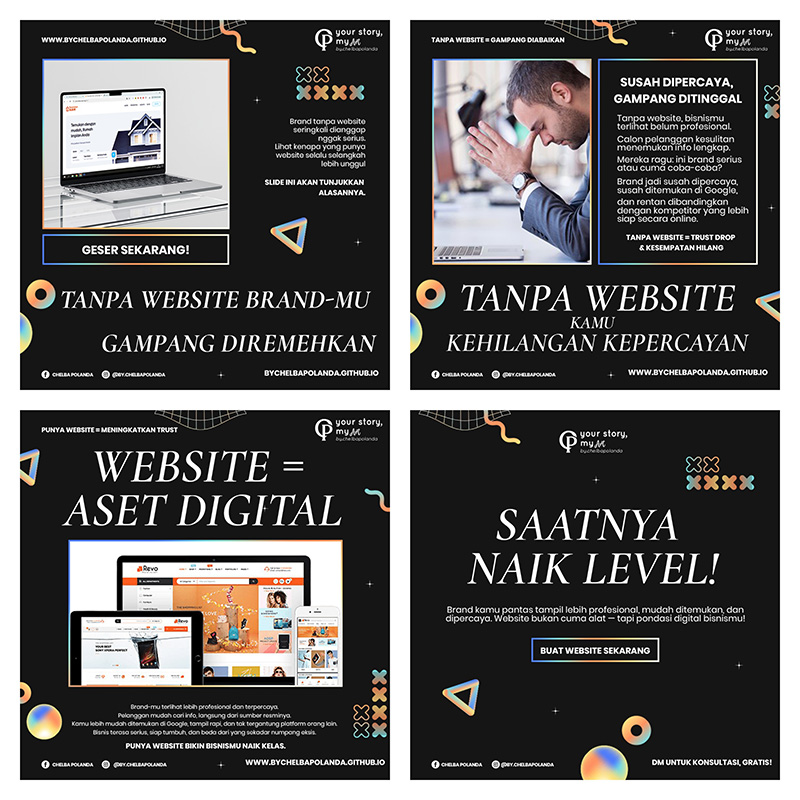 WWW.BYCHELBAPOLANDA.GITHUB.IO
CP your story,
my Art
bychelbapolanda
Brand tanpa website
seringkali dianggap
nggak serius.
Lihat kenapa yang punya
website selalu selangkah
lebih unggul
SLIDE INI AKAN TUNJUKKAN
ALASANNYA.
GESER SEKARANG!
TANPA WEBSITE BRAND-MU
GAMPANG DIREMEHKAN
CHELBA POLANDA
@BY.CHELBAPOLANDA
BYCHELBAPOLANDA.GITHUB.IO
TANPA WEBSITE = GAMPANG DIABAIKAN
CP your story,
my Art
bychelbapolanda
SUSAH DIPERCAYA,
GAMPANG DITINGGAL
Tanpa website, bisnismu
terlihat belum profesional.
Calon pelanggan kesulitan
menemukan info lengkap.
Mereka ragu: ini brand serius
atau cuma coba-coba?
Brand jadi susah dipercaya,
susah ditemukan di Google,
dan rentan dibandingkan
dengan kompetitor yang lebih
siap secara online.
TANPA WEBSITE = TRUST DROP
& KESEMPATAN HILANG
TANPA WEBSITE
KAMU
KEHILANGAN KEPERCAYAN
CHELBA POLANDA
@BY.CHELBAPOLANDA
WWW.BYCHELBAPOLANDA.GITHUB.IO
PUNYA WEBSITE = MENINGKATKAN TRUST
CP your story,
my Art
bychelbapolanda
WEBSITE =
ASET DIGITAL
Revo
Brand-mu terlihat lebih profesional dan terpercaya.
Pelanggan mudah cari info, langsung dari sumber resminya.
Kamu lebih mudah ditemukan di Google, tampil rapi, dan tak tergantung platform orang lain.
Bisnis terasa serius, siap tumbuh, dan beda dari yang sekadar numpang eksis.
PUNYA WEBSITE BIKIN BISNISMU NAIK KELAS.
CHELBA POLANDA
@BY.CHELBAPOLANDA
WWW.BYCHELBAPOLANDA.GITHUB.IO
CP your story,
my Art
bychelbapolanda
SAATNYA
NAIK LEVEL!
Brand kamu pantas tampil lebih profesional, mudah ditemukan, dan
dipercaya. Website bukan cuma alat — tapi pondasi digital bisnismu!
BUAT WEBSITE SEKARANG
CHELBA POLANDA
@BY.CHELBAPOLANDA
DM UNTUK KONSULTASI, GRATIS!